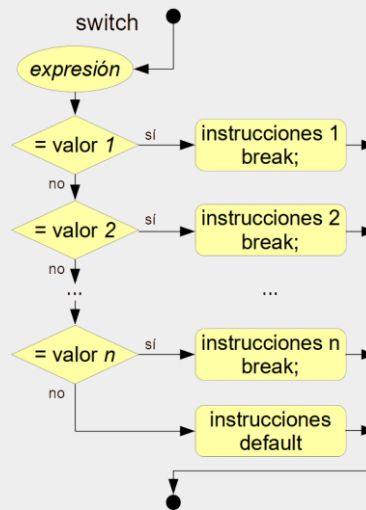 switch
expresión
= valor 1
sí
instrucciones 1
break;
no
= valor 2
sí
instrucciones 2
break;
no
...
...
= valor n
sí
instrucciones n
break;
no
instrucciones
default